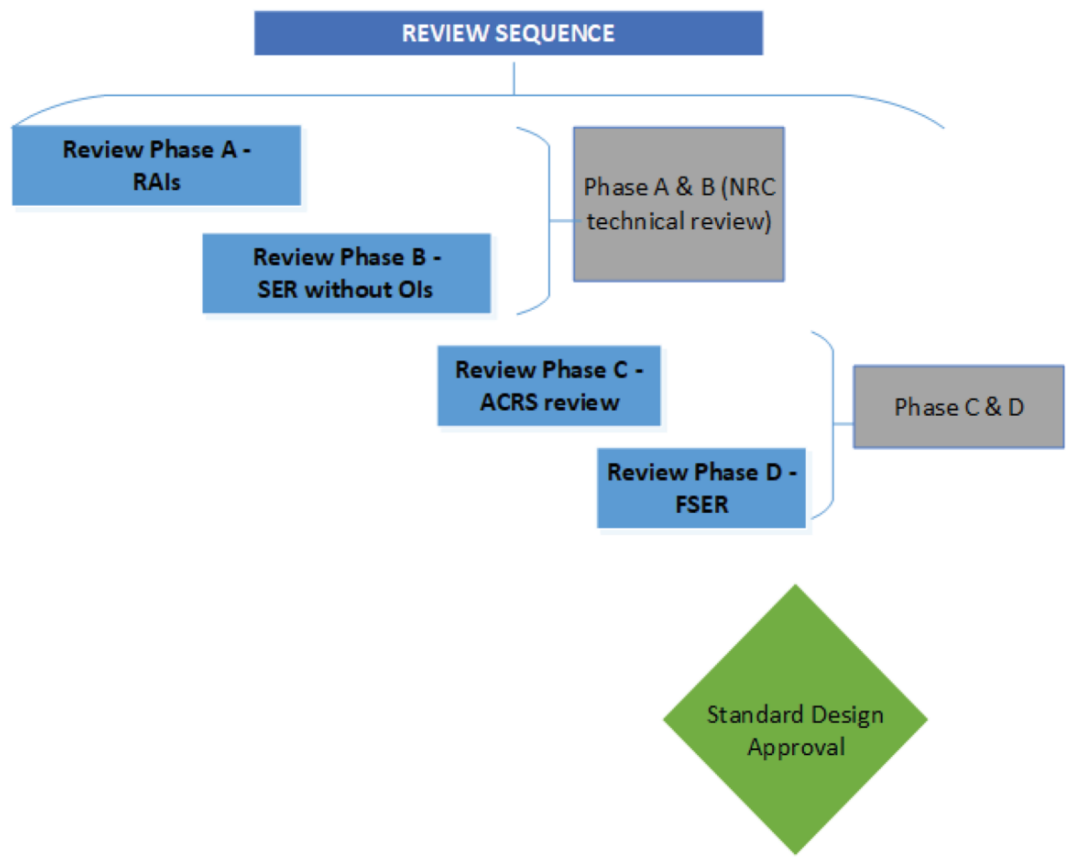 REVIEW SEQUENCE
Review Phase A -
RAIs
Phase A & B (NRC
technical review)
Review Phase B -
SER without OIs
Review Phase C -
ACRS review
Phase C & D
Review Phase D -
FSER
Standard Design
Approval